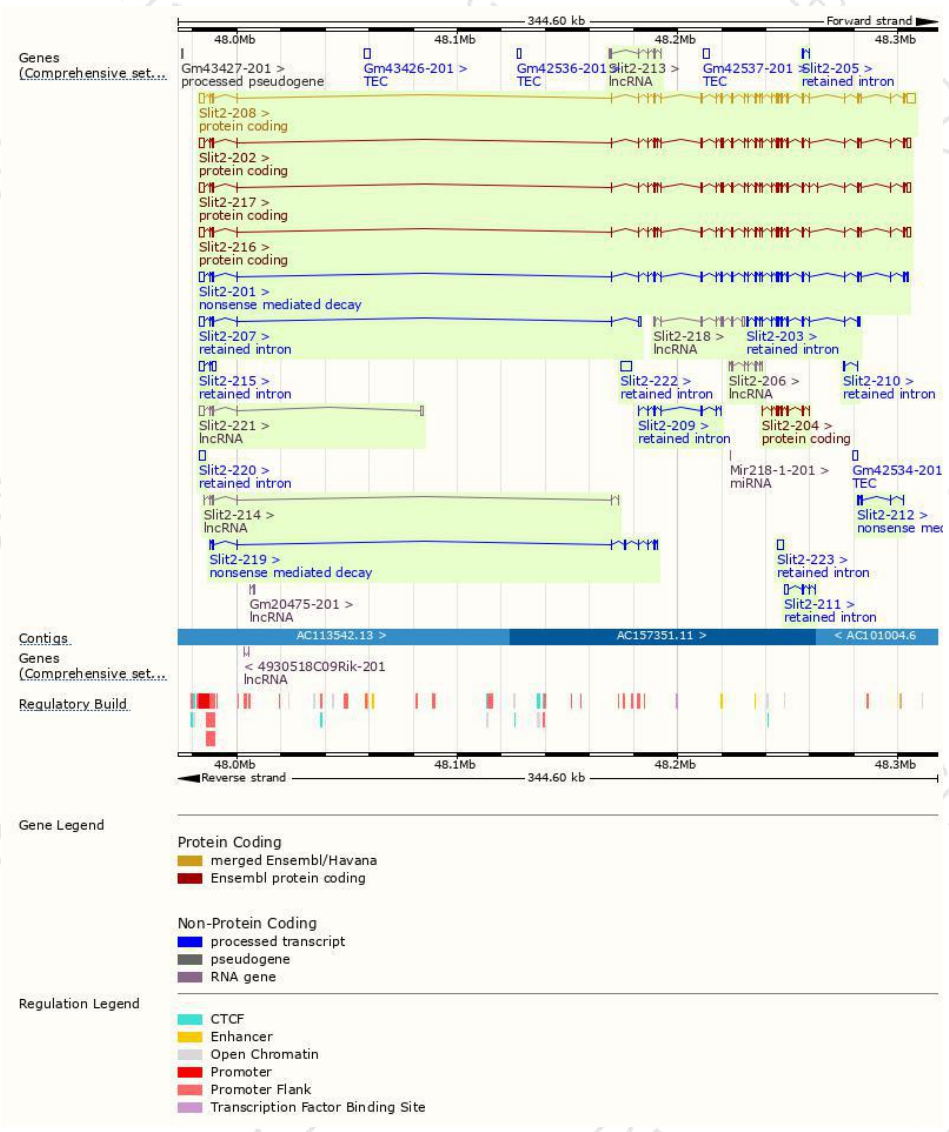 344.60 kb
Forward strand
48.0Mb 48.1Mb 48.2Mb 48.3Mb
Genes
(Comprehensive set...
Gm43427-201 >
processed pseudogene
Gm43426-201 >
TEC
Gm42536-201
TEC
Slit2-213 >
lncRNA
Gm42537-201 >
TEC
Slit2-205 >
retained intron
Slit2-208 >
protein coding
Slit2-202 >
protein coding
Slit2-217 >
protein coding
Slit2-216 >
protein coding
Slit2-201 >
nonsense mediated decay
Slit2-207 >
retained intron
Slit2-218 >
lncRNA
Slit2-203 >
retained intron
Slit2-215 >
retained intron
Slit2-222 >
retained intron
Slit2-206 >
lncRNA
Slit2-210 >
retained intron
Slit2-221 >
lncRNA
Slit2-209 >
retained intron
Slit2-204 >
protein coding
Slit2-220 >
retained intron
Mir218-1-201 >
miRNA
Gm42534-201
TEC
Slit2-214 >
lncRNA
Slit2-212 >
nonsense med
Slit2-219 >
nonsense mediated decay
Slit2-223 >
retained intron
Gm20475-201 >
lncRNA
Slit2-211 >
retained intron
Contigs
AC113542.13 > AC157351.11 > < AC101004.6
Genes
(Comprehensive set...
< 4930518C09Rik-201
lncRNA
Regulatory Build
48.0Mb 48.1Mb 48.2Mb 48.3Mb
Reverse strand
344.60 kb
Gene Legend
Protein Coding
merged Ensembl/Havana
Ensembl protein coding
Non-Protein Coding
processed transcript
pseudogene
RNA gene
Regulation Legend
CTCF
Enhancer
Open Chromatin
Promoter
Promoter Flank
Transcription Factor Binding Site